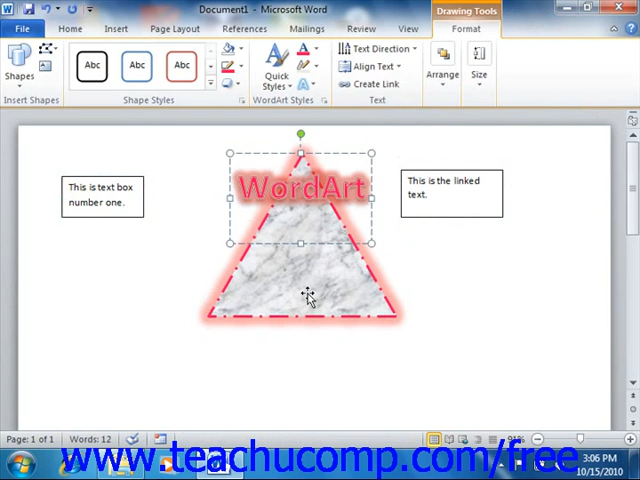 Document1 - Microsoft Word
Drawing Tools
File
Home
Insert
Page Layout
References
Mailings
Review
View
Format
Shapes
Insert Shapes
Abc
Abc
Abc
Shape Styles
Quick
Styles
WordArt Styles
Text Direction
Align Text
Create Link
Text
Arrange
Size
This is text box
number one.
WordArt
This is the linked
text.
Page: 1 of 1
Words: 12
91%
www.teachucomp.com/free
3:06 PM
10/15/2010